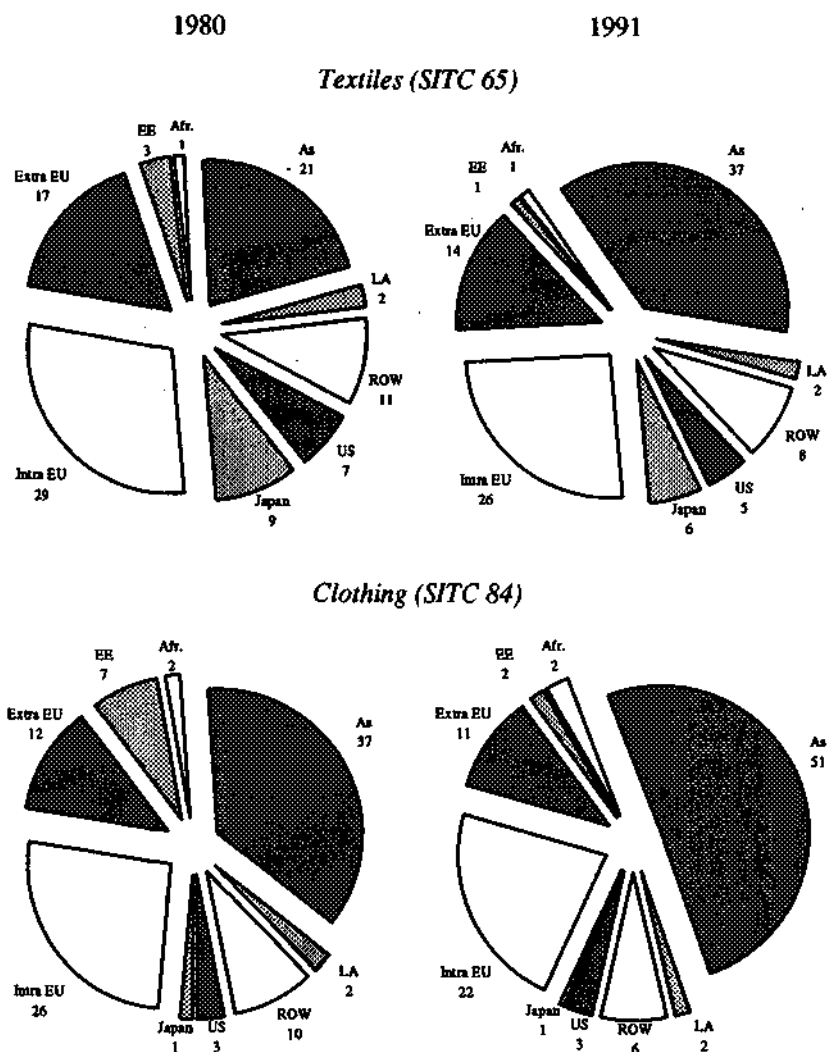 1980 1991
Textiles (SITC 65)
EE
3
Afr.
1
As
21
Extra EU
17
LA
2
ROW
11
US
7
Japan
9
Intra EU
29
Afr.
1
EE
1
As
37
Extra EU
14
LA
2
ROW
8
US
5
Japan
6
Intra EU
26
Clothing (SITC 84)
EE
7
Afr.
2
As
37
Extra EU
12
LA
2
ROW
10
US
3
Japan
1
Intra EU
26
EE
2
Afr.
2
As
51
Extra EU
11
Intra EU
22
Japan
1
US
3
ROW
6
LA
2